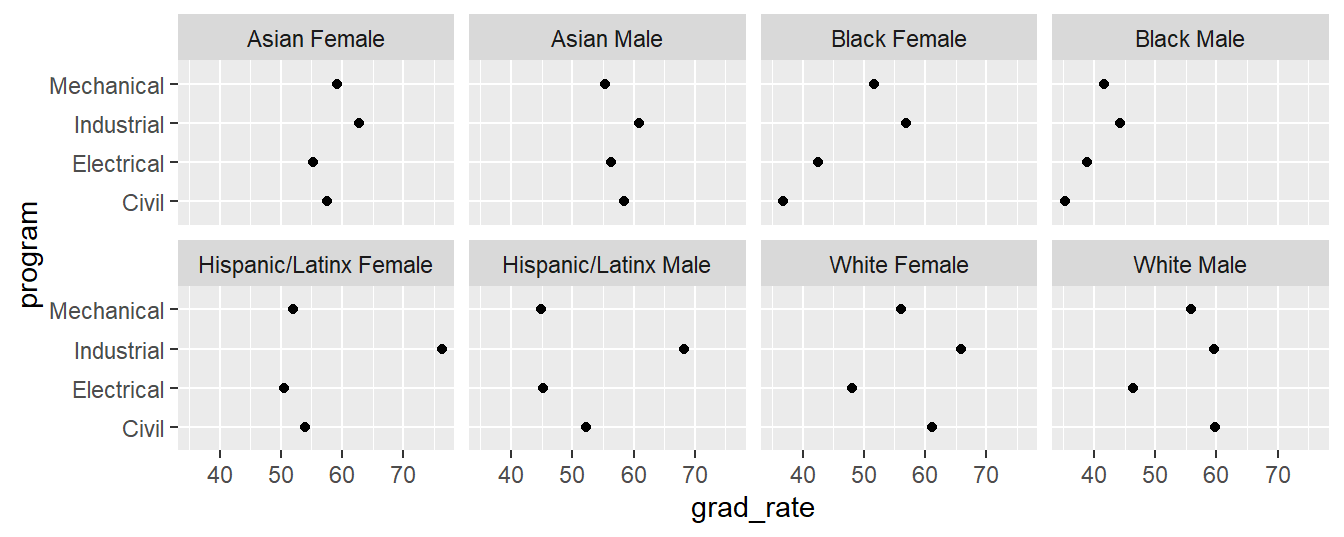 Asian Female Asian Male Black Female Black Male
Mechanical
Industrial
Electrical
Civil
program
Hispanic/Latinx Female Hispanic/Latinx Male White Female White Male
Mechanical
Industrial
Electrical
Civil
40 50 60 70 40 50 60 70 40 50 60 70 40 50 60 70
grad_rate